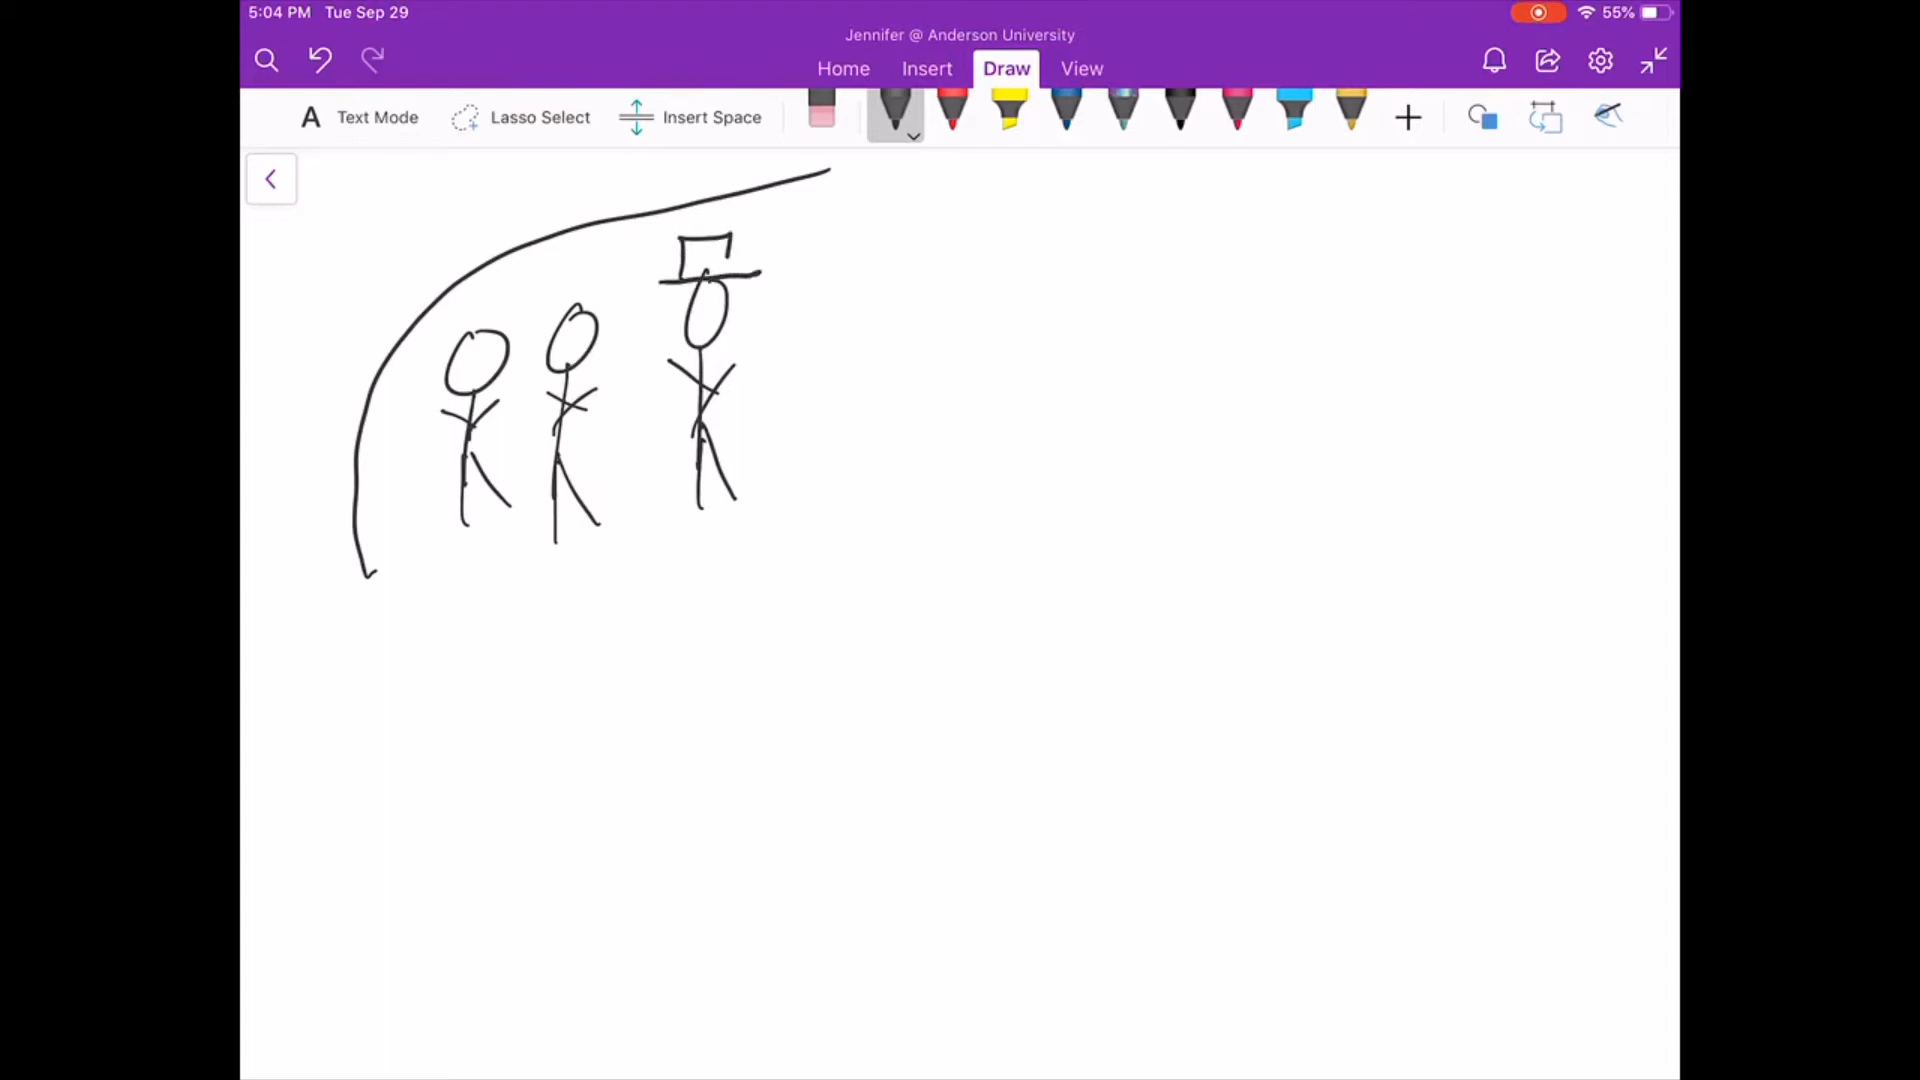 5:04 PM Tue Sep 29
55%
Jennifer @ Anderson University
Home Insert Draw View
A Text Mode Lasso Select Insert Space